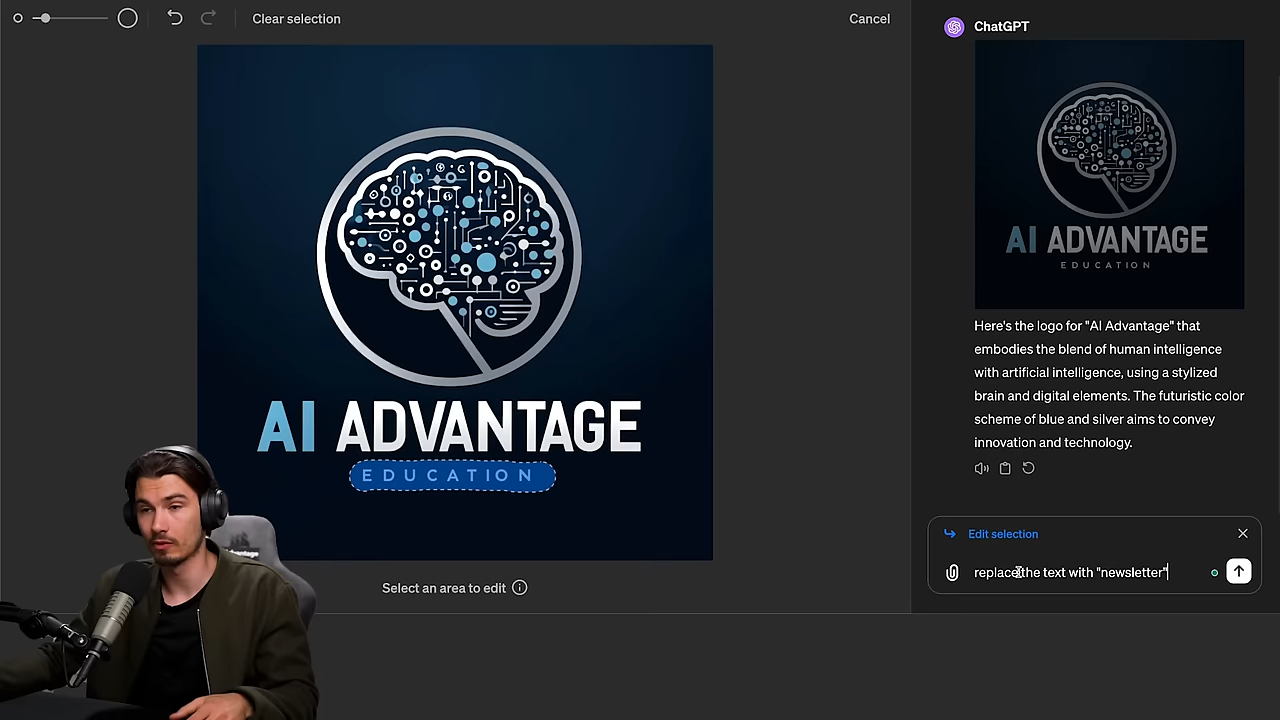 Clear selection
Cancel
ChatGPT
AI ADVANTAGE
EDUCATION
AI ADVANTAGE
EDUCATION
Here's the logo for "AI Advantage" that
embodies the blend of human intelligence
with artificial intelligence, using a stylized
brain and digital elements. The futuristic color
scheme of blue and silver aims to convey
innovation and technology.
Edit selection
replace the text with "newsletter"
Select an area to edit